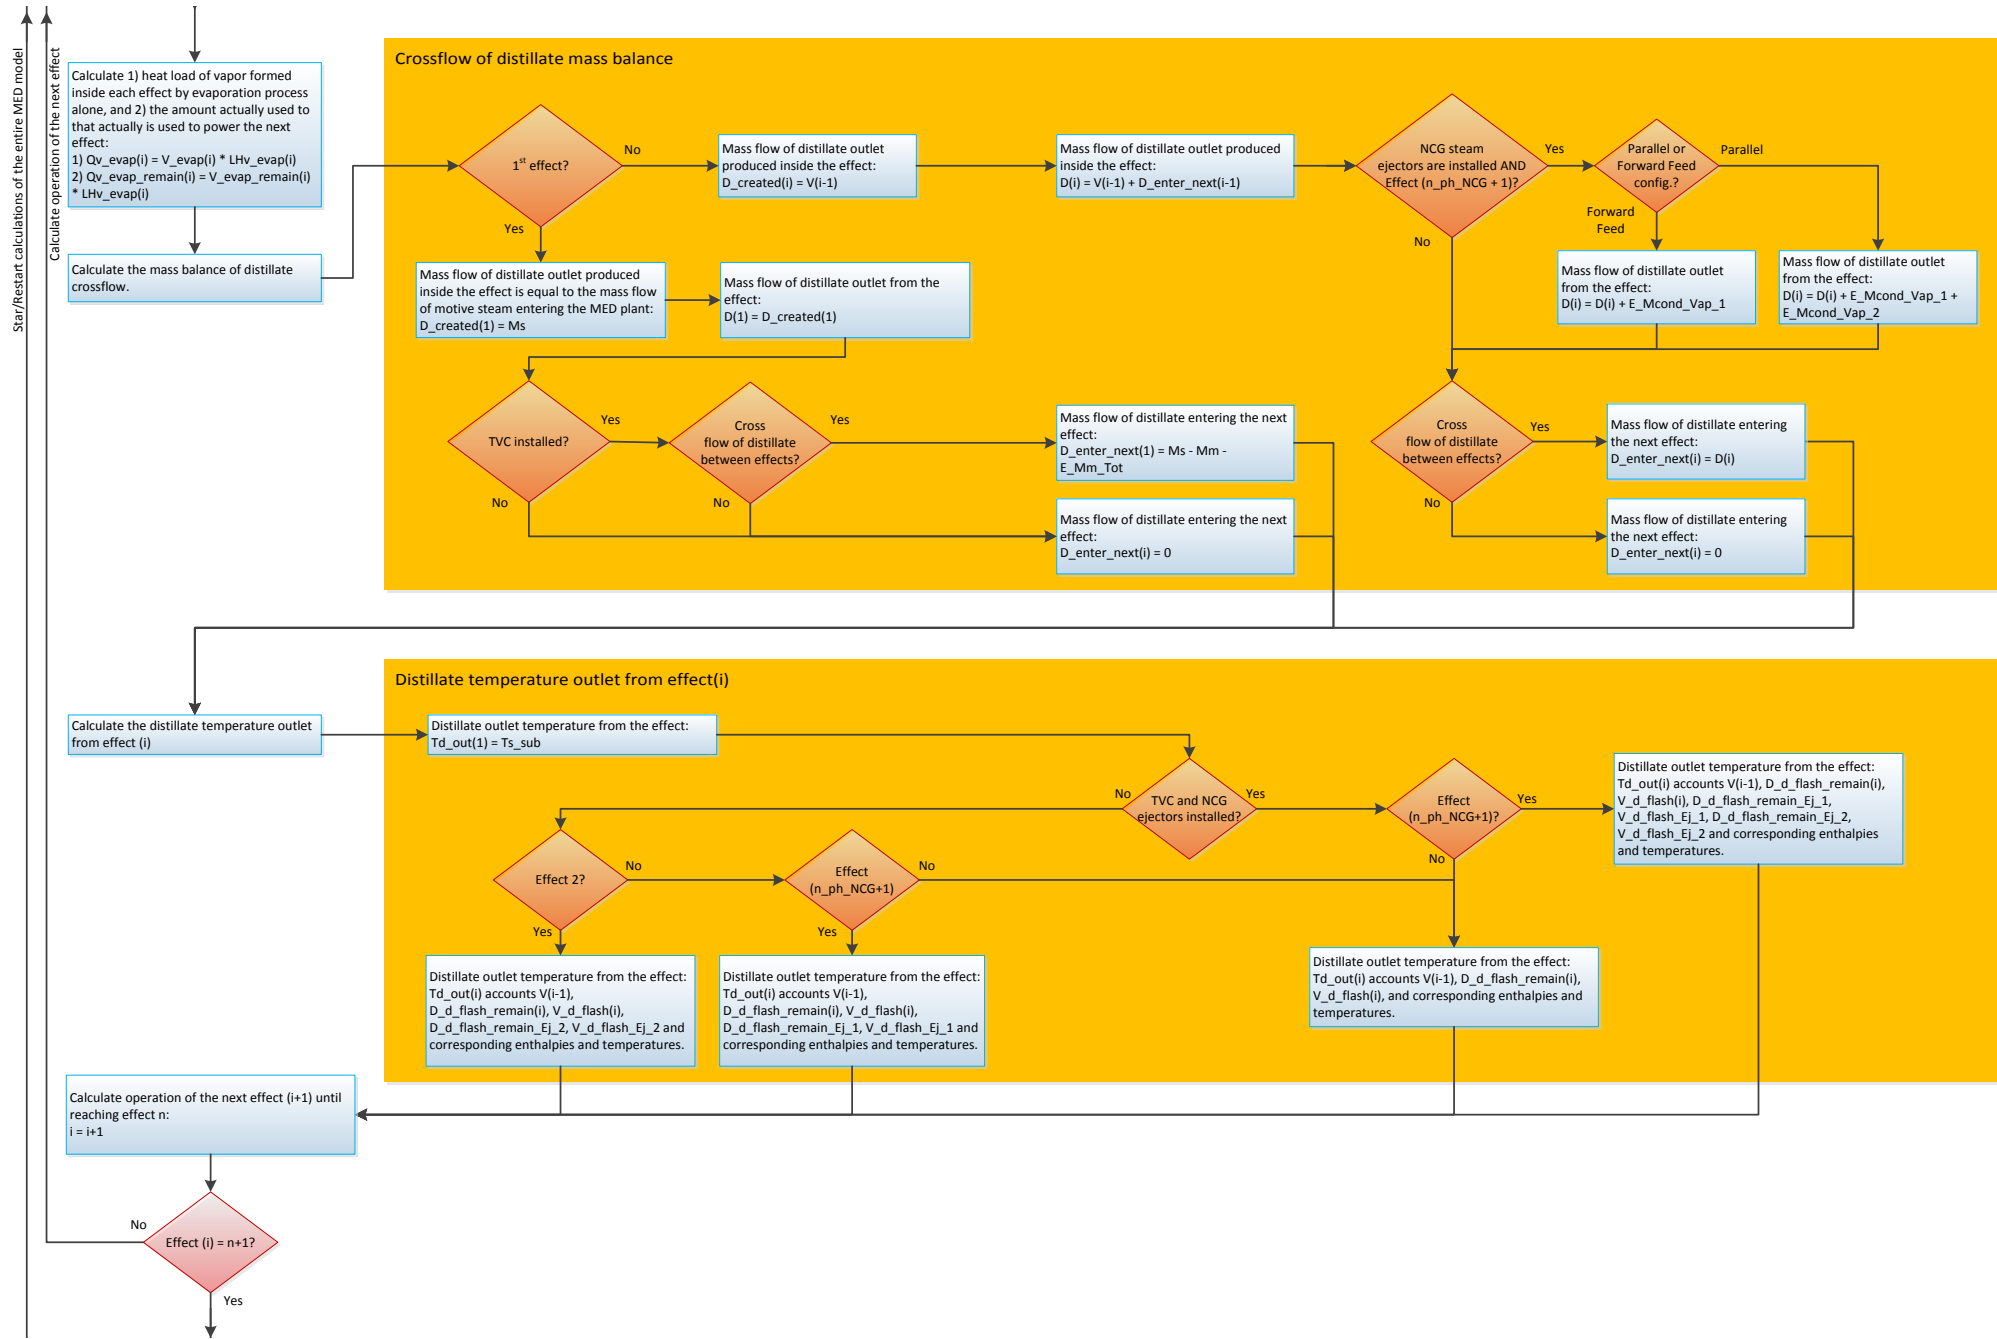 Star/Restart calculations of the entire MED model
Calculate operation of the next effect
Calculate 1) heat load of vapor formed
inside each effect by evaporation process
alone, and 2) the amount actually used to
that actually is used to power the next
effect:
1) Qv_evap(i) = V_evap(i) * LHv_evap(i)
2) Qv_evap_remain(i) = V_evap_remain(i)
* LHv_evap(i)
Calculate the mass balance of distillate
crossflow.
Crossflow of distillate mass balance
1st effect?
No
Yes
Mass flow of distillate outlet
produced inside the effect:
D_created(i) = V(i-1)
Mass flow of distillate outlet produced
inside the effect:
D(i) = V(i-1) + D_enter_next(i-1)
NCG steam
ejectors are installed AND
Effect (n_ph_NCG + 1)?
Yes
No
Parallel or
Forward Feed
config.?
Parallel
Forward
Feed
Mass flow of distillate outlet
from the effect:
D(i) = D(i) + E_Mcond_Vap_1
Mass flow of distillate outlet
from the effect:
D(i) = D(i) + E_Mcond_Vap_1 +
E_Mcond_Vap_2
Mass flow of distillate outlet produced
inside the effect is equal to the mass flow
of motive steam entering the MED plant:
D_created(1) = Ms
Mass flow of distillate outlet from the
effect:
D(1) = D_created(1)
TVC installed?
Yes
No
Cross
flow of distillate
between effects?
Yes
No
Mass flow of distillate entering the next
effect:
D_enter_next(1) = Ms - Mm -
E_Mm_Tot
Mass flow of distillate entering the next
effect:
D_enter_next(i) = 0
Cross
flow of distillate
between effects?
Yes
No
Mass flow of distillate entering
the next effect:
D_enter_next(i) = D(i)
Mass flow of distillate entering
the next effect:
D_enter_next(i) = 0
Distillate temperature outlet from effect(i)
Calculate the distillate temperature outlet
from effect (i)
Distillate outlet temperature from the effect:
Td_out(1) = Ts_sub
TVC and NCG
ejectors installed?
No
Yes
Effect
(n_ph_NCG+1)?
Yes
No
Distillate outlet temperature from the effect:
Td_out(i) accounts V(i-1), D_d_flash_remain(i),
V_d_flash(i), D_d_flash_remain_Ej_1,
V_d_flash_Ej_1, D_d_flash_remain_Ej_2,
V_d_flash_Ej_2 and corresponding enthalpies
and temperatures.
Effect 2?
No
Yes
Effect
(n_ph_NCG+1)
No
Yes
Distillate outlet temperature from the effect:
Td_out(i) accounts V(i-1),
D_d_flash_remain(i), V_d_flash(i),
D_d_flash_remain_Ej_2, V_d_flash_Ej_2 and
corresponding enthalpies and temperatures.
Distillate outlet temperature from the effect:
Td_out(i) accounts V(i-1),
D_d_flash_remain(i), V_d_flash(i),
D_d_flash_remain_Ej_1, V_d_flash_Ej_1 and
corresponding enthalpies and temperatures.
Distillate outlet temperature from the effect:
Td_out(i) accounts V(i-1), D_d_flash_remain(i),
V_d_flash(i), and corresponding enthalpies and
temperatures.
Calculate operation of the next effect (i+1) until
reaching effect n:
i = i+1
Effect (i) = n+1?
No
Yes